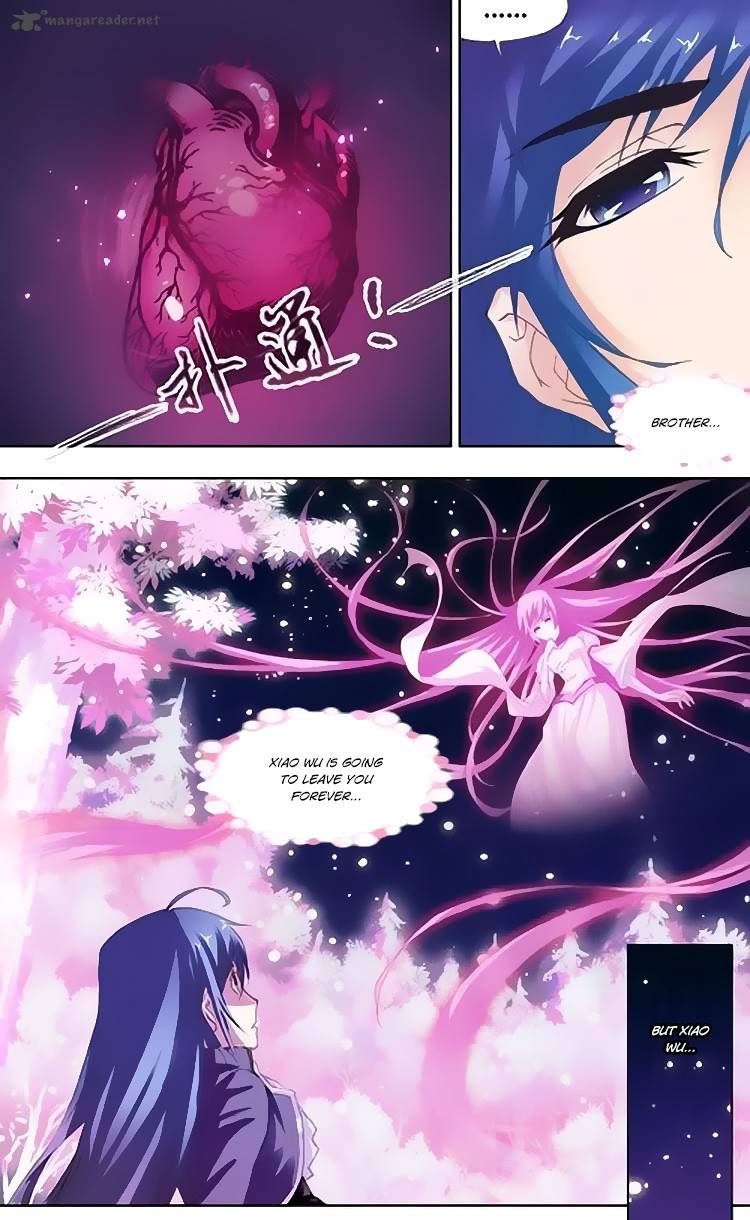 mangareader.net
......
扑通!
BROTHER...
XIAO WU IS GOING
TO LEAVE YOU
FOREVER...
BUT XIAO
WU...